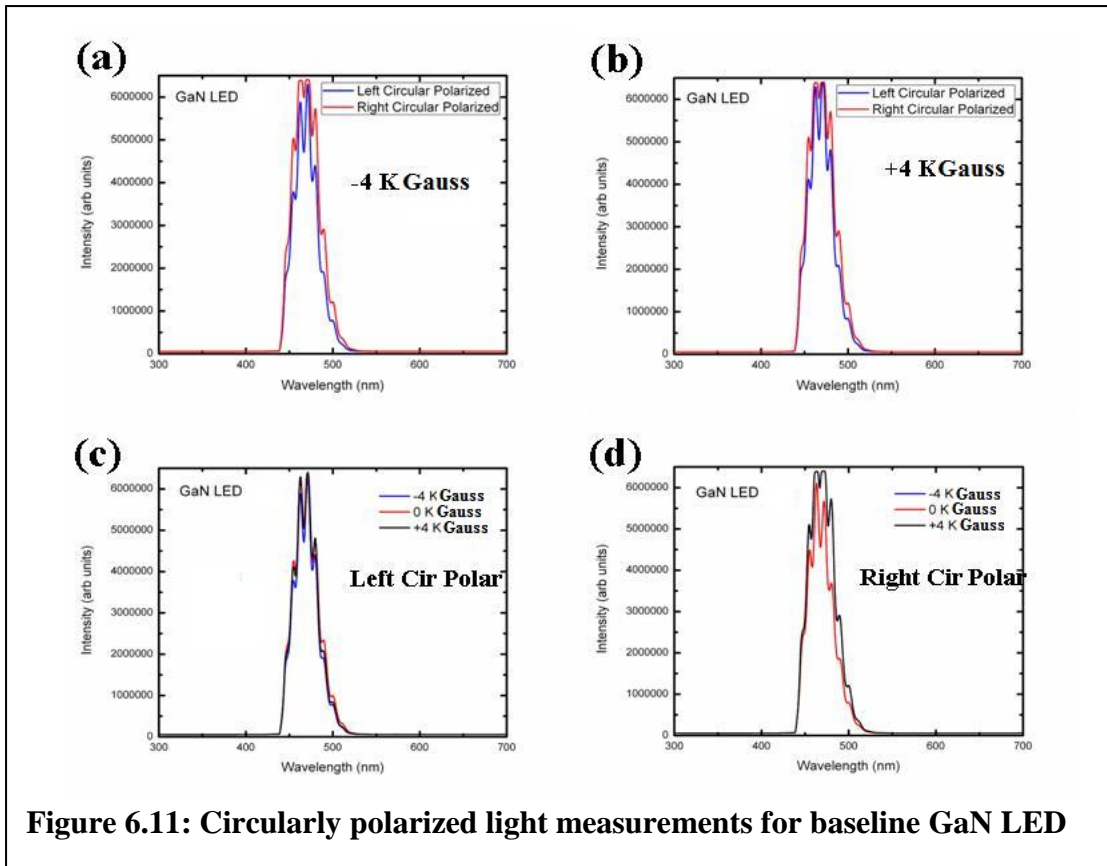 (a)
GaN LED
Left Circular Polarized
Right Circular Polarized
-4 K Gauss
Intensity (arb units)
6000000
5000000
4000000
3000000
2000000
1000000
0
300
400
500
600
700
Wavelength (nm)
(b)
GaN LED
Left Circular Polarized
Right Circular Polarized
+4 KGauss
Intensity (arb units)
6000000
5000000
4000000
3000000
2000000
1000000
0
300
400
500
600
700
Wavelength (nm)
(c)
GaN LED
-4 K Gauss
0 K Gauss
+4 K Gauss
Left Cir Polar
Intensity (arb units)
6000000
5000000
4000000
3000000
2000000
1000000
0
300
400
500
600
700
Wavelength (nm)
(d)
GaN LED
-4 K Gauss
0 K Gauss
+4 K Gauss
Right Cir Polar
Intensity (arb units)
6000000
5000000
4000000
3000000
2000000
1000000
0
300
400
500
600
700
Wavelength (nm)
Figure 6.11: Circularly polarized light measurements for baseline GaN LED